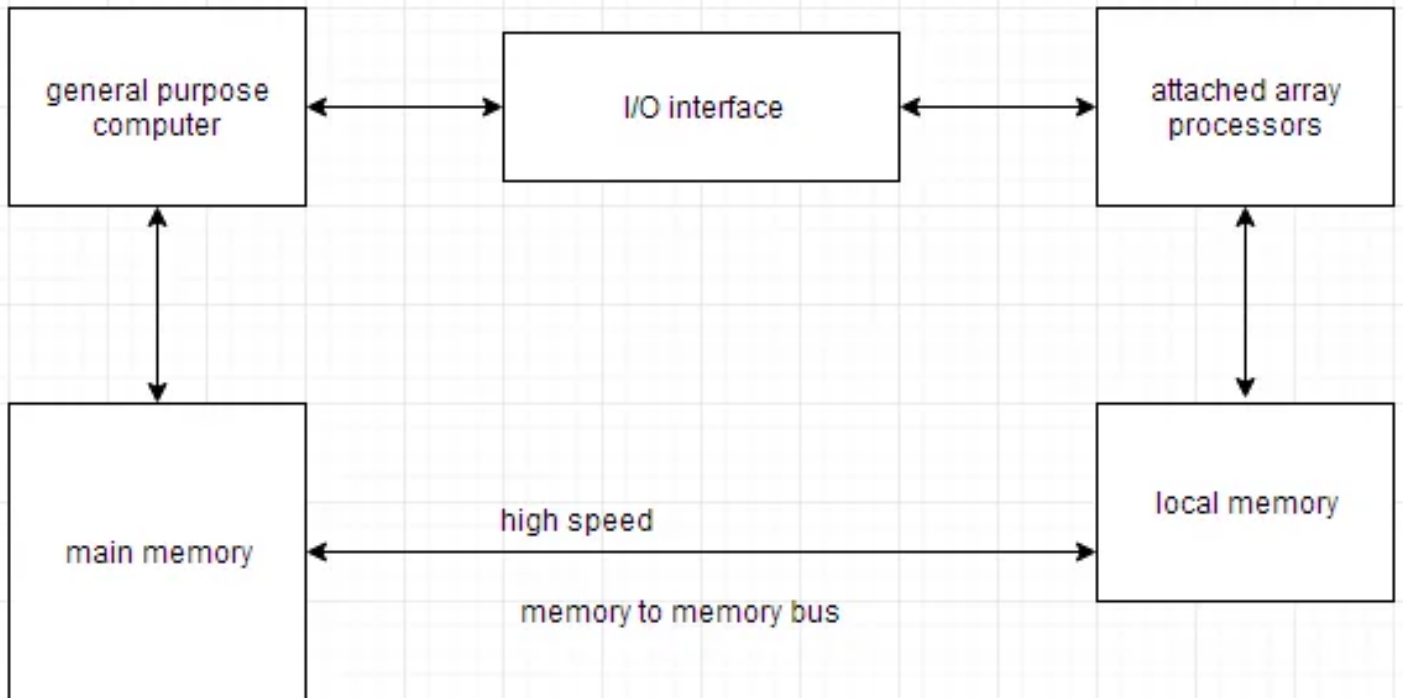 general purpose
computer
I/O interface
attached array
processors
local memory
high speed
main memory
memory to memory bus